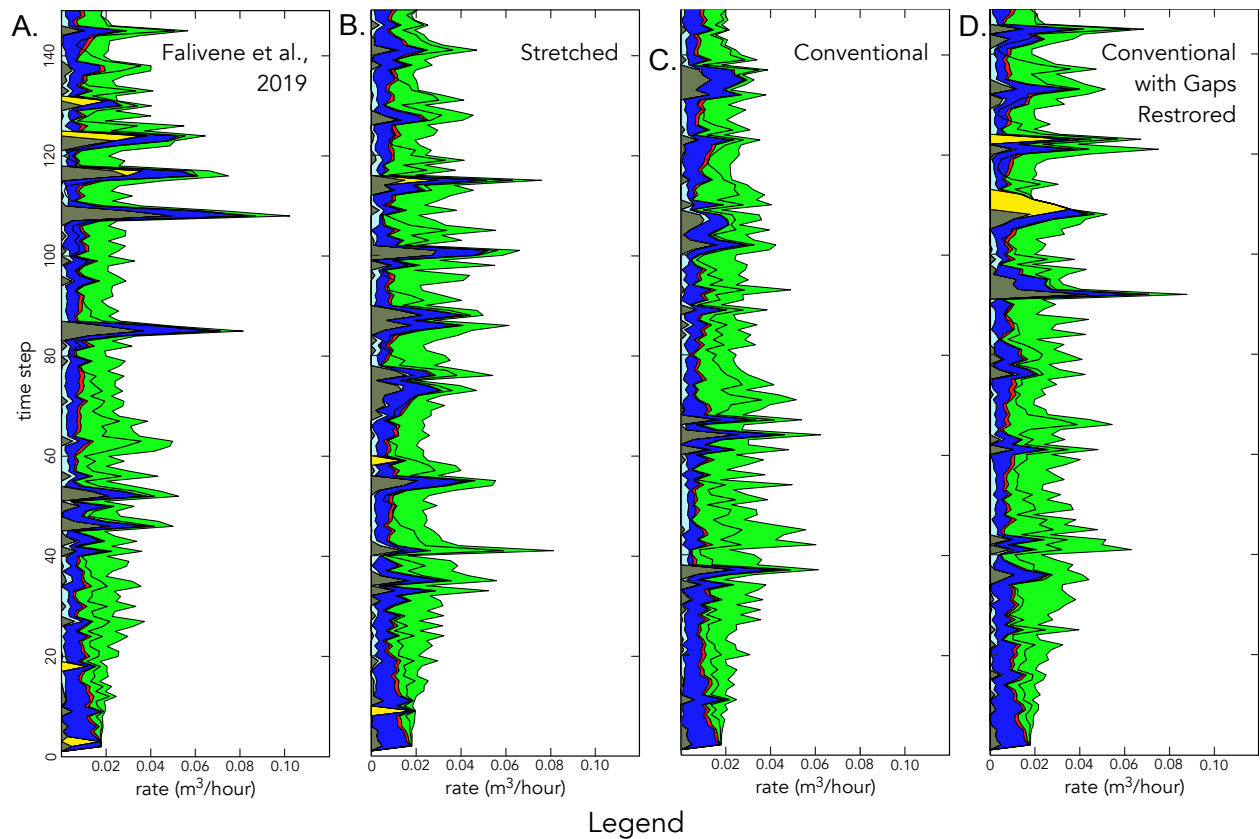 A.
Falivene et al.,
2019
B.
Stretched
C.
Conventional
D.
Conventional
with Gaps
Restrored
time step
0
20
40
60
80
100
120
140
0.02 0.04 0.06 0.08 0.10
rate (m³/hour)
0 0.02 0.04 0.06 0.08 0.10
rate (m³/hour)
0.02 0.04 0.06 0.08 0.10
rate (m³/hour)
0 0.02 0.04 0.06 0.08 0.10
rate (m³/hour)
Legend